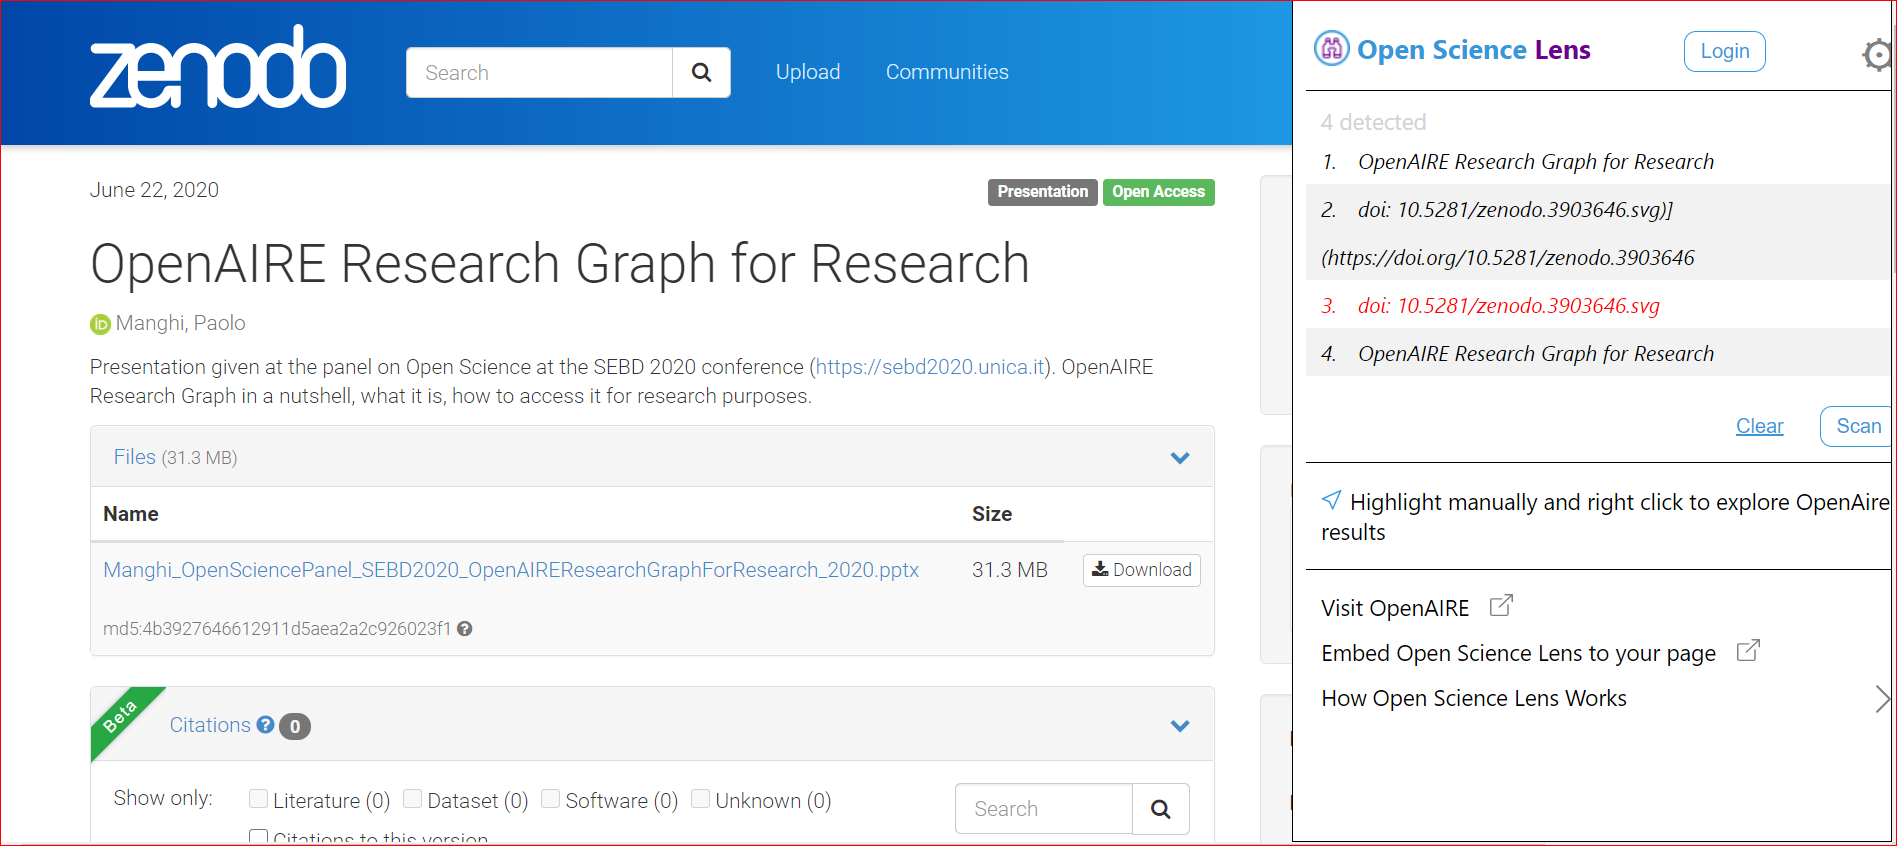 zenodo
Search
Upload
Communities
June 22, 2020
Presentation
Open Access
OpenAIRE Research Graph for Research
iD Manghi, Paolo
Presentation given at the panel on Open Science at the SEBD 2020 conference (https://sebd2020.unica.it). OpenAIRE
Research Graph in a nutshell, what it is, how to access it for research purposes.
Files (31.3 MB)
Name Size
Manghi_OpenSciencePanel_SEBD2020_OpenAIREResearchGraphForResearch_2020.pptx 31.3 MB Download
md5:4b3927646612911d5aea2a2c926023f1 ?
Beta
Citations ? 0
Show only: Literature (0) Dataset (0) Software (0) Unknown (0)
Search
Citations to this version
Open Science Lens
Login
4 detected
1. OpenAIRE Research Graph for Research
2. doi: 10.5281/zenodo.3903646.svg)]
(https://doi.org/10.5281/zenodo.3903646
3. doi: 10.5281/zenodo.3903646.svg
4. OpenAIRE Research Graph for Research
Clear
Scan
Highlight manually and right click to explore OpenAire
results
Visit OpenAIRE
Embed Open Science Lens to your page
How Open Science Lens Works